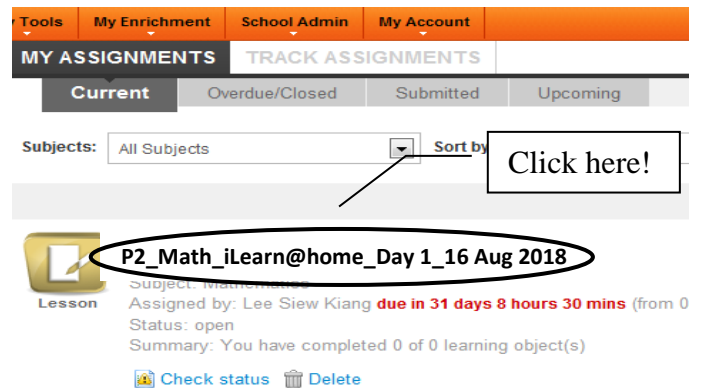 Tools My Enrichment School Admin My Account
MY ASSIGNMENTS TRACK ASSIGNMENTS
Current Overdue/Closed Submitted Upcoming
Subjects: All Subjects Sort by
Click here!
P2_Math_iLearn@home_Day 1_16 Aug 2018
Subject: Mathematics
Lesson Assigned by: Lee Siew Kiang due in 31 days 8 hours 30 mins (from 0
Status: open
Summary: You have completed 0 of 0 learning object(s)
Check status Delete